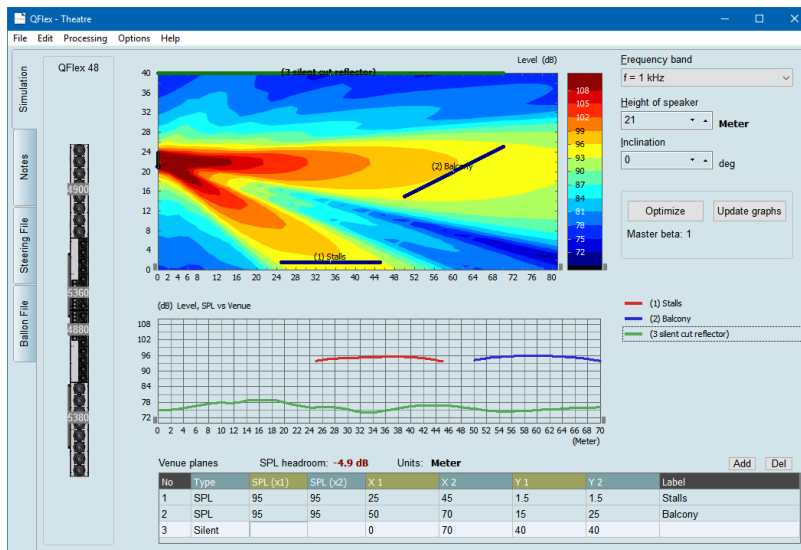 QFlex - Theatre
File Edit Processing Options Help
Simulation
Notes
Steering File
Ballon File
QFlex 48
4900
5360
4880
5380
Level (dB)
(3 silent cut reflector)
(2) Balcony
(1) Stalls
40
36
32
28
24
20
16
12
8
4
0
0 2 4 6 8 12 16 20 24 28 32 36 40 44 48 52 56 60 64 68 72 76 80
108
105
102
99
96
93
90
87
84
81
78
75
72
Frequency band
f = 1 kHz
Height of speaker
21 Meter
Inclination
0 deg
Optimize Update graphs
Master beta: 1
(dB) Level, SPL vs Venue
108
102
96
90
84
78
72
0 2 4 6 8 10 12 14 16 18 20 22 24 26 28 30 32 34 36 38 40 42 44 46 48 50 52 54 56 58 60 62 64 66 68 70
(Meter)
(1) Stalls
(2) Balcony
(3 silent cut reflector)
Venue planes SPL headroom: -4.9 dB Units: Meter Add Del
No Type SPL (x1) SPL (x2) X 1 X 2 Y 1 Y 2 Label
1 SPL 95 95 25 45 1.5 1.5 Stalls
2 SPL 95 95 50 70 15 25 Balcony
3 Silent 0 70 40 40